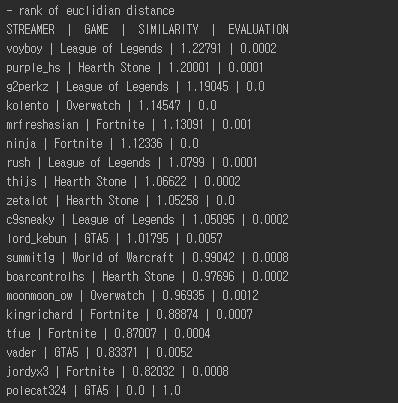 - rank of euclidian distance
STREAMER | GAME | SIMILARITY | EVALUATION
voyboy | League of Legends | 1.22791 | 0.0002
purple_hs | Hearth Stone | 1.20001 | 0.0001
g2perkz | League of Legends | 1.19045 | 0.0
kolento | Overwatch | 1.14547 | 0.0
mrfreshasian | Fortnite | 1.13091 | 0.001
ninja | Fortnite | 1.12336 | 0.0
rush | League of Legends | 1.0799 | 0.0001
thijs | Hearth Stone | 1.06622 | 0.0002
zetalot | Hearth Stone | 1.05258 | 0.0
c9sneaky | League of Legends | 1.05095 | 0.0002
lord_kebun | GTA5 | 1.01795 | 0.0057
summit1g | World of Warcraft | 0.99042 | 0.0008
boarcontrolhs | Hearth Stone | 0.97696 | 0.0002
moonmoon_ow | Overwatch | 0.96935 | 0.0012
kingrichard | Fortnite | 0.88874 | 0.0007
tfue | Fortnite | 0.87007 | 0.0004
vader | GTA5 | 0.83371 | 0.0052
jordyx3 | Fortnite | 0.82032 | 0.0008
polecat324 | GTA5 | 0.0 | 1.0